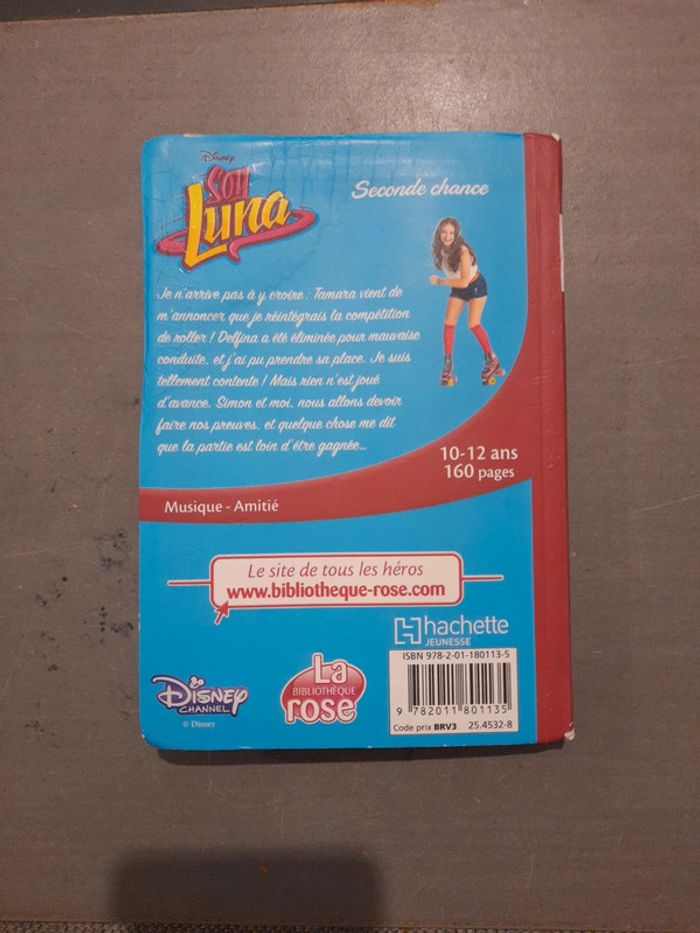 Disney
SOY
Luna
Seconde chance
Je n'arrive pas à y croire : Tamara vient de
m'annoncer que je réintégrais la compétition
de roller ! Delfina a été éliminée pour mauvaise
conduite, et j'ai pu prendre sa place. Je suis
tellement contente ! Mais rien n'est joué
d'avance. Simon et moi, nous allons devoir
faire nos preuves, et quelque chose me dit
que la partie est loin d'être gagnée...
10-12 ans
160 pages
Musique - Amitié
Le site de tous les héros
www.bibliotheque-rose.com
hachette
JEUNESSE
ISBN 978-2-01-180113-5
9 782011 801135
Code prix BRV3 25.4532-8
La
BIBLIOTHÈQUE
rose
Disney
CHANNEL
© Disney